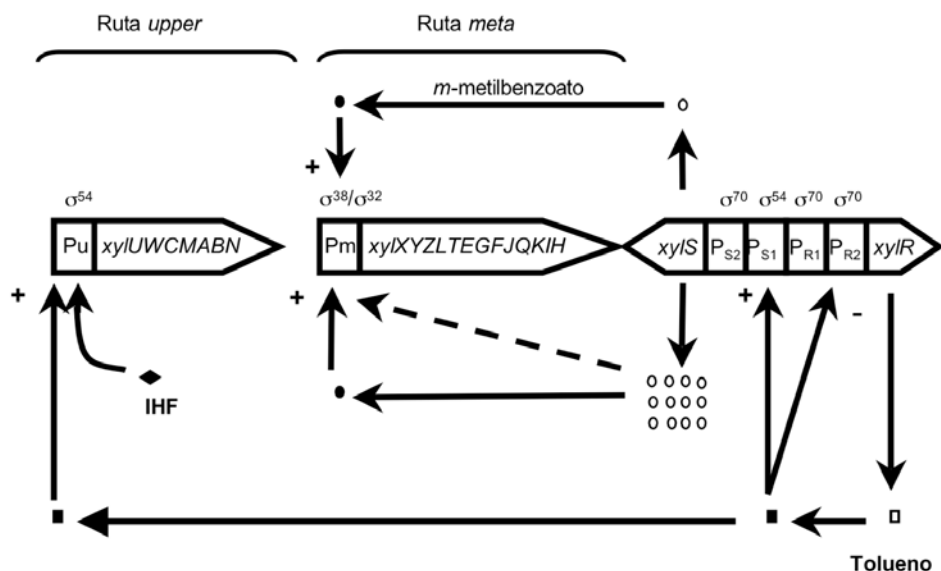 Ruta upper
Ruta meta
m-metilbenzoato
+
σ54
σ38/σ32
σ70
σ54
σ70
σ70
Pu
xylUWCMABN
Pm
xylXYZLTEGFJQKIH
xylS
PS2
PS1
PR1
PR2
xylR
+
+
+
-
IHF
Tolueno